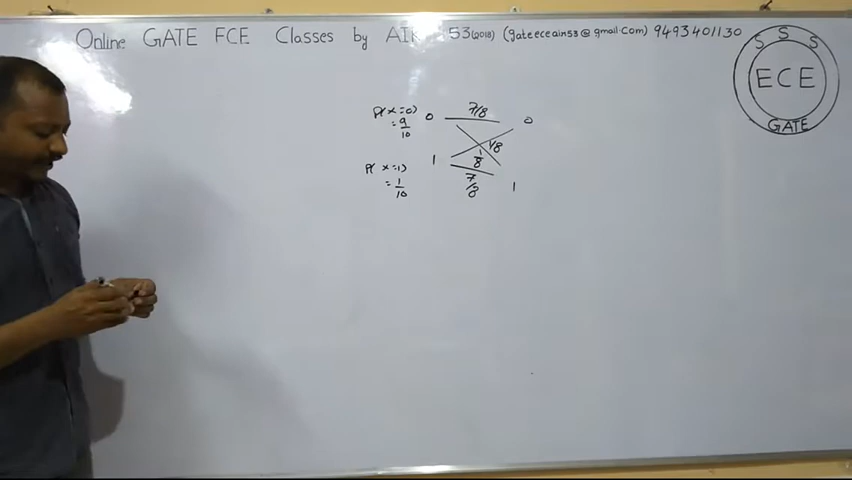 Online GATE ECE Classes by AIR 53(2018) (gateeceair53@gmail.com) 9493401130
S S S
ECE
GATE
P(x=0) 0 7/8 0
= 9/10
1/8
1/8
P(x=1) 1
= 1/10 7/8 1